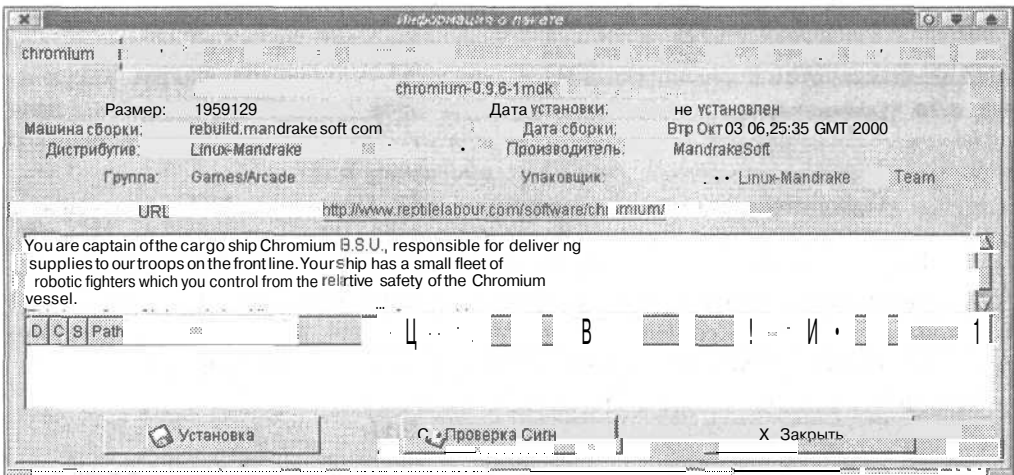 Информация о пакете
chromium
chromium-0.9.6-1mdk
Размер: 1959129 Дата установки: не установлен
Машина сборки: rebuild.mandrake soft com Дата сборки: Втр Окт 03 06,25:35 GMT 2000
Дистрибутив: Linux-Mandrake Производитель: MandrakeSoft
Группа: Games/Arcade Упаковщик: Linux-Mandrake Team
URL http://www.reptilelabour.com/software/chromium/
You are captain of the cargo ship Chromium B.S.U., responsible for deliver ng
supplies to our troops on the front line. Your ship has a small fleet of
robotic fighters which you control from the relartive safety of the Chromium
vessel.
D C S Path Ц В ! И 1
Установка Проверка Сигн X Закрыть